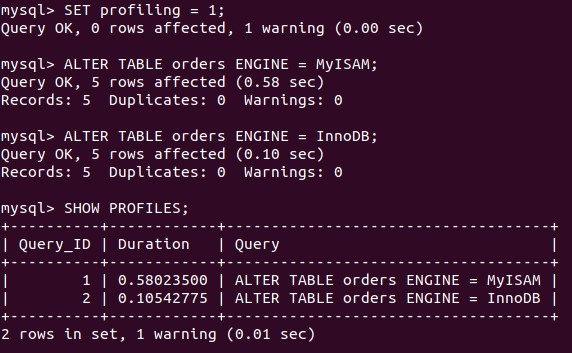 mysql> SET profiling = 1;
Query OK, 0 rows affected, 1 warning (0.00 sec)
mysql> ALTER TABLE orders ENGINE = MyISAM;
Query OK, 5 rows affected (0.58 sec)
Records: 5  Duplicates: 0  Warnings: 0
mysql> ALTER TABLE orders ENGINE = InnoDB;
Query OK, 5 rows affected (0.10 sec)
Records: 5  Duplicates: 0  Warnings: 0
mysql> SHOW PROFILES;
+----------+------------+------------------------------------+
| Query_ID | Duration   | Query                              |
+----------+------------+------------------------------------+
|        1 | 0.58023500 | ALTER TABLE orders ENGINE = MyISAM |
|        2 | 0.10542775 | ALTER TABLE orders ENGINE = InnoDB |
+----------+------------+------------------------------------+
2 rows in set, 1 warning (0.01 sec)